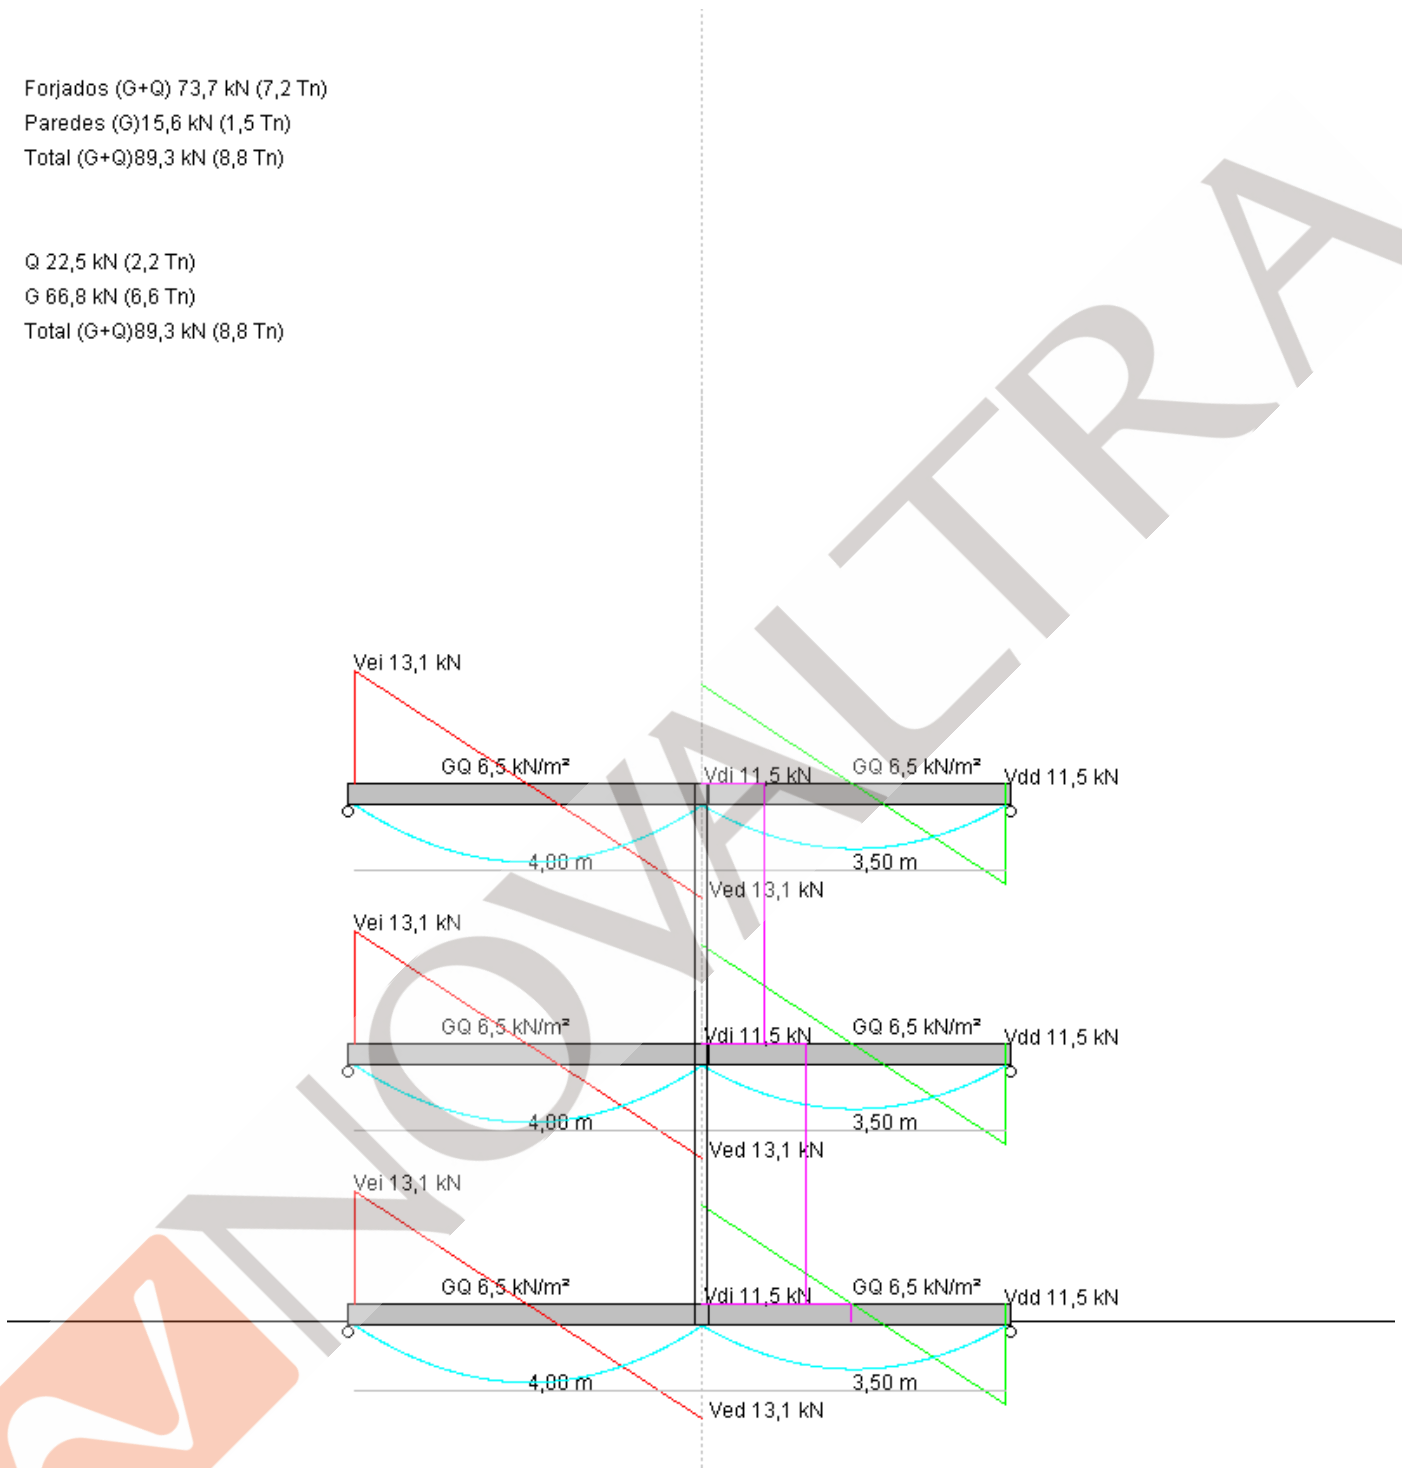 Forjados (G+Q) 73,7 kN (7,2 Tn)
Paredes (G)15,6 kN (1,5 Tn)
Total (G+Q)89,3 kN (8,8 Tn)
Q 22,5 kN (2,2 Tn)
G 66,8 kN (6,6 Tn)
Total (G+Q)89,3 kN (8,8 Tn)
NOVALTRA
Vei 13,1 kN
GQ 6,5 kN/m²
Vdi 11,5 kN
GQ 6,5 kN/m²
Vdd 11,5 kN
4,00 m
3,50 m
Ved 13,1 kN
Vei 13,1 kN
GQ 6,5 kN/m²
Vdi 11,5 kN
GQ 6,5 kN/m²
Vdd 11,5 kN
4,00 m
3,50 m
Ved 13,1 kN
Vei 13,1 kN
GQ 6,5 kN/m²
Vdi 11,5 kN
GQ 6,5 kN/m²
Vdd 11,5 kN
4,00 m
3,50 m
Ved 13,1 kN